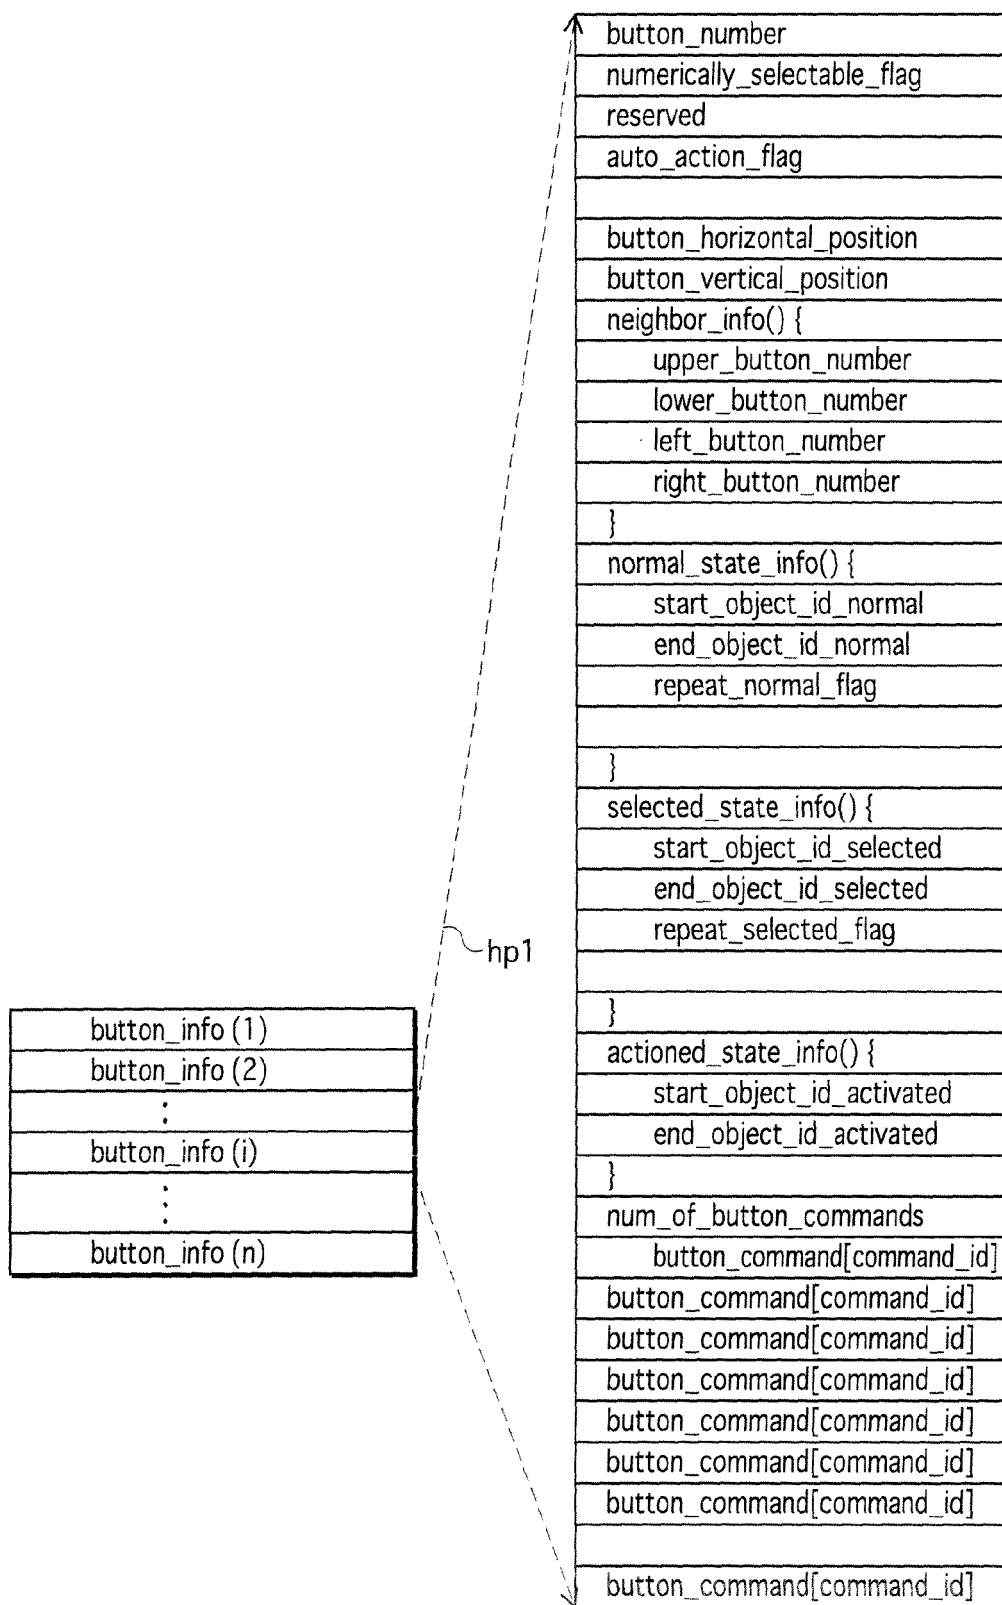 button_number
numerically_selectable_flag
reserved
auto_action_flag
button_horizontal_position
button_vertical_position
neighbor_info() {
upper_button_number
lower_button_number
left_button_number
right_button_number
}
normal_state_info() {
start_object_id_normal
end_object_id_normal
repeat_normal_flag
}
selected_state_info() {
start_object_id_selected
end_object_id_selected
repeat_selected_flag
}
actioned_state_info() {
start_object_id_activated
end_object_id_activated
}
num_of_button_commands
button_command[command_id]
button_command[command_id]
button_command[command_id]
button_command[command_id]
button_command[command_id]
button_command[command_id]
button_command[command_id]
button_command[command_id]
hp1
button_info (1)
button_info (2)
⋮
button_info (i)
⋮
button_info (n)